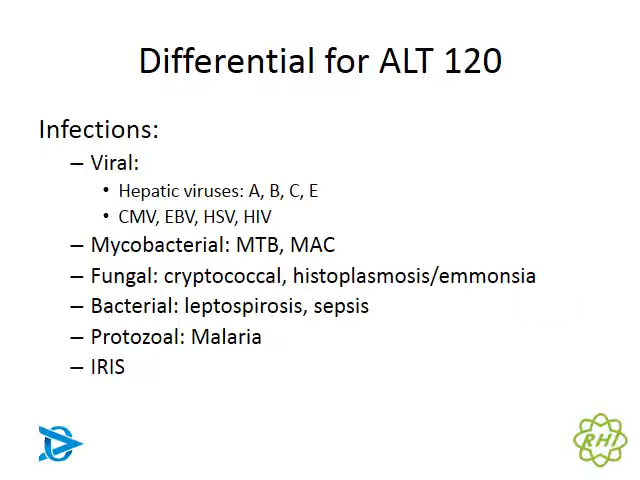 Differential for ALT 120
Infections:
– Viral:
• Hepatic viruses: A, B, C, E
• CMV, EBV, HSV, HIV
– Mycobacterial: MTB, MAC
– Fungal: cryptococcal, histoplasmosis/emmonsia
– Bacterial: leptospirosis, sepsis
– Protozoal: Malaria
– IRIS
RHI